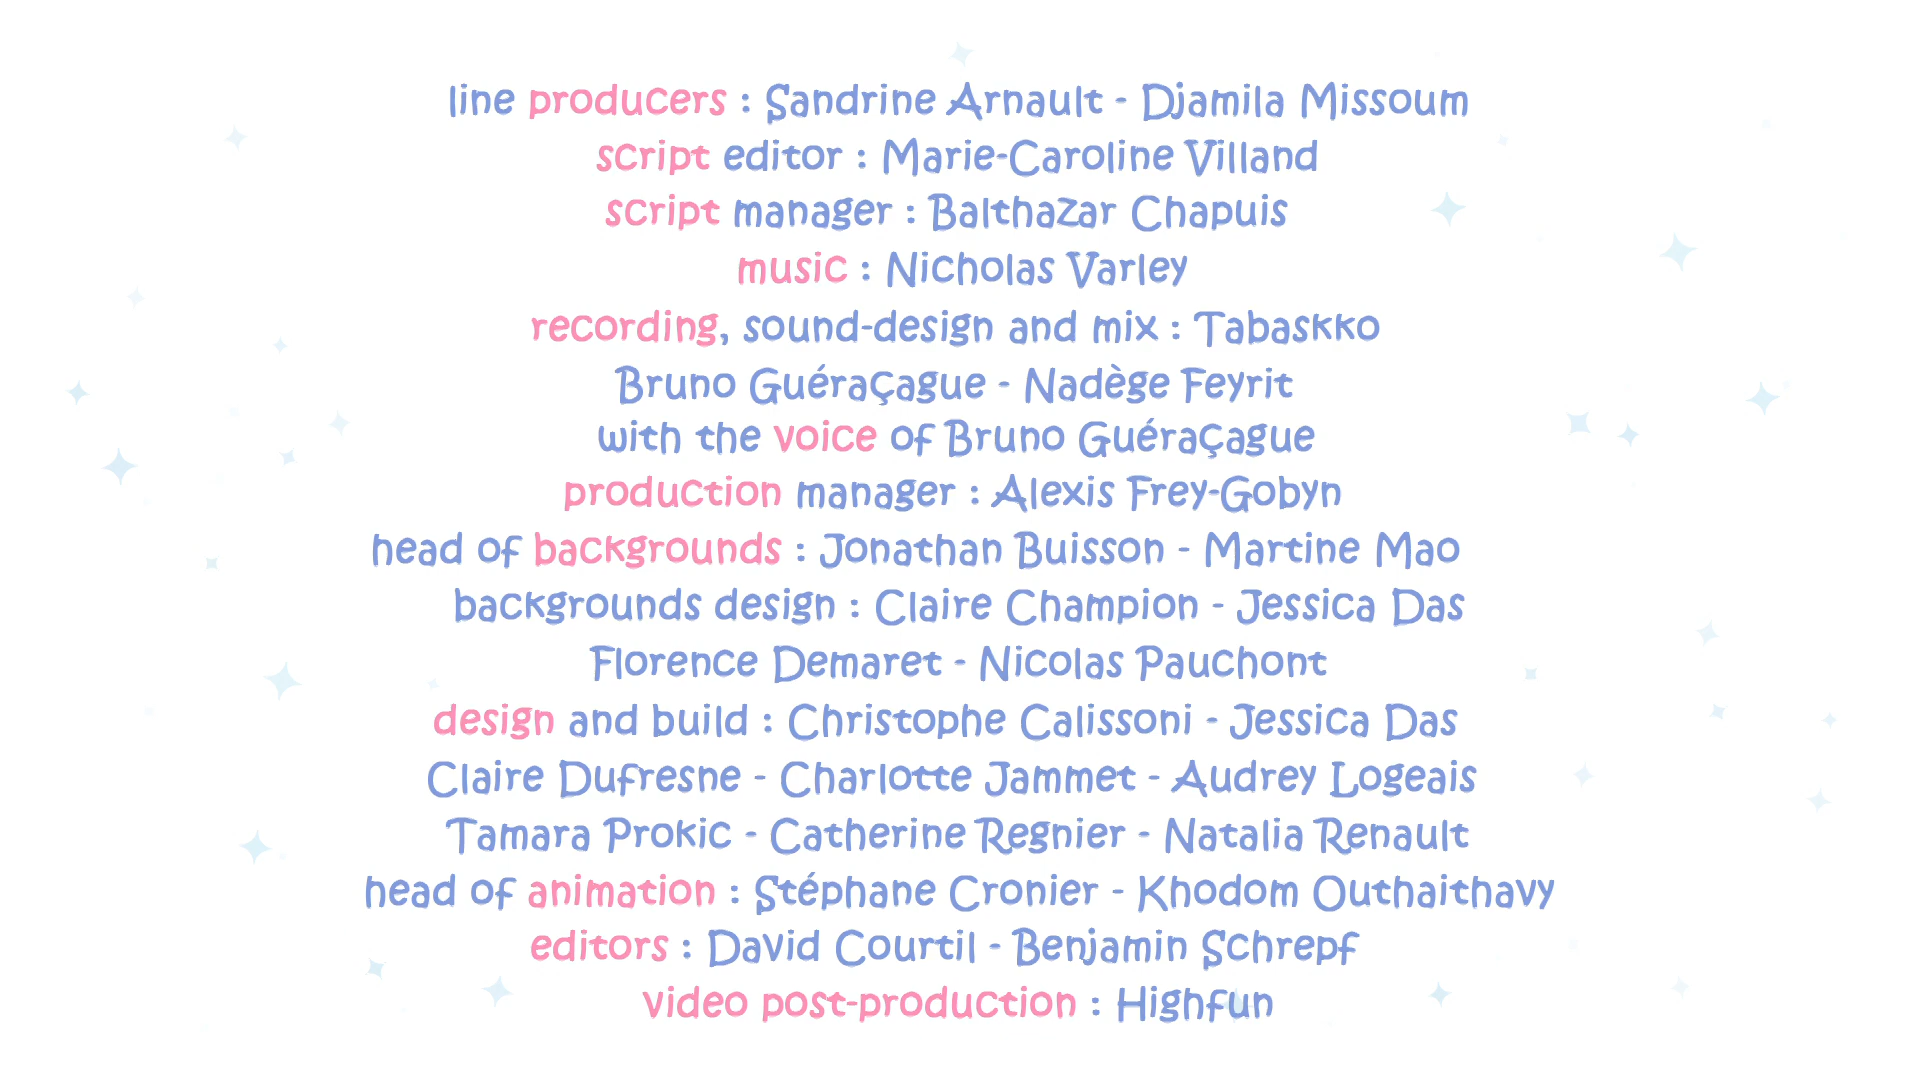 line producers : Sandrine Arnault - Djamila Missoum
script editor : Marie-Caroline Villand
script manager : Balthazar Chapuis
music : Nicholas Varley
recording, sound-design and mix : Tabaskko
Bruno Guéraçague - Nadège Feyrit
with the voice of Bruno Guéraçague
production manager : Alexis Frey-Gobyn
head of backgrounds : Jonathan Buisson - Martine Mao
backgrounds design : Claire Champion - Jessica Das
Florence Demaret - Nicolas Pauchont
design and build : Christophe Calissoni - Jessica Das
Claire Dufresne - Charlotte Jammet - Audrey Logeais
Tamara Prokic - Catherine Regnier - Natalia Renault
head of animation : Stéphane Cronier - Khodom Outhaithavy
editors : David Courtil - Benjamin Schrepf
video post-production : Highfun